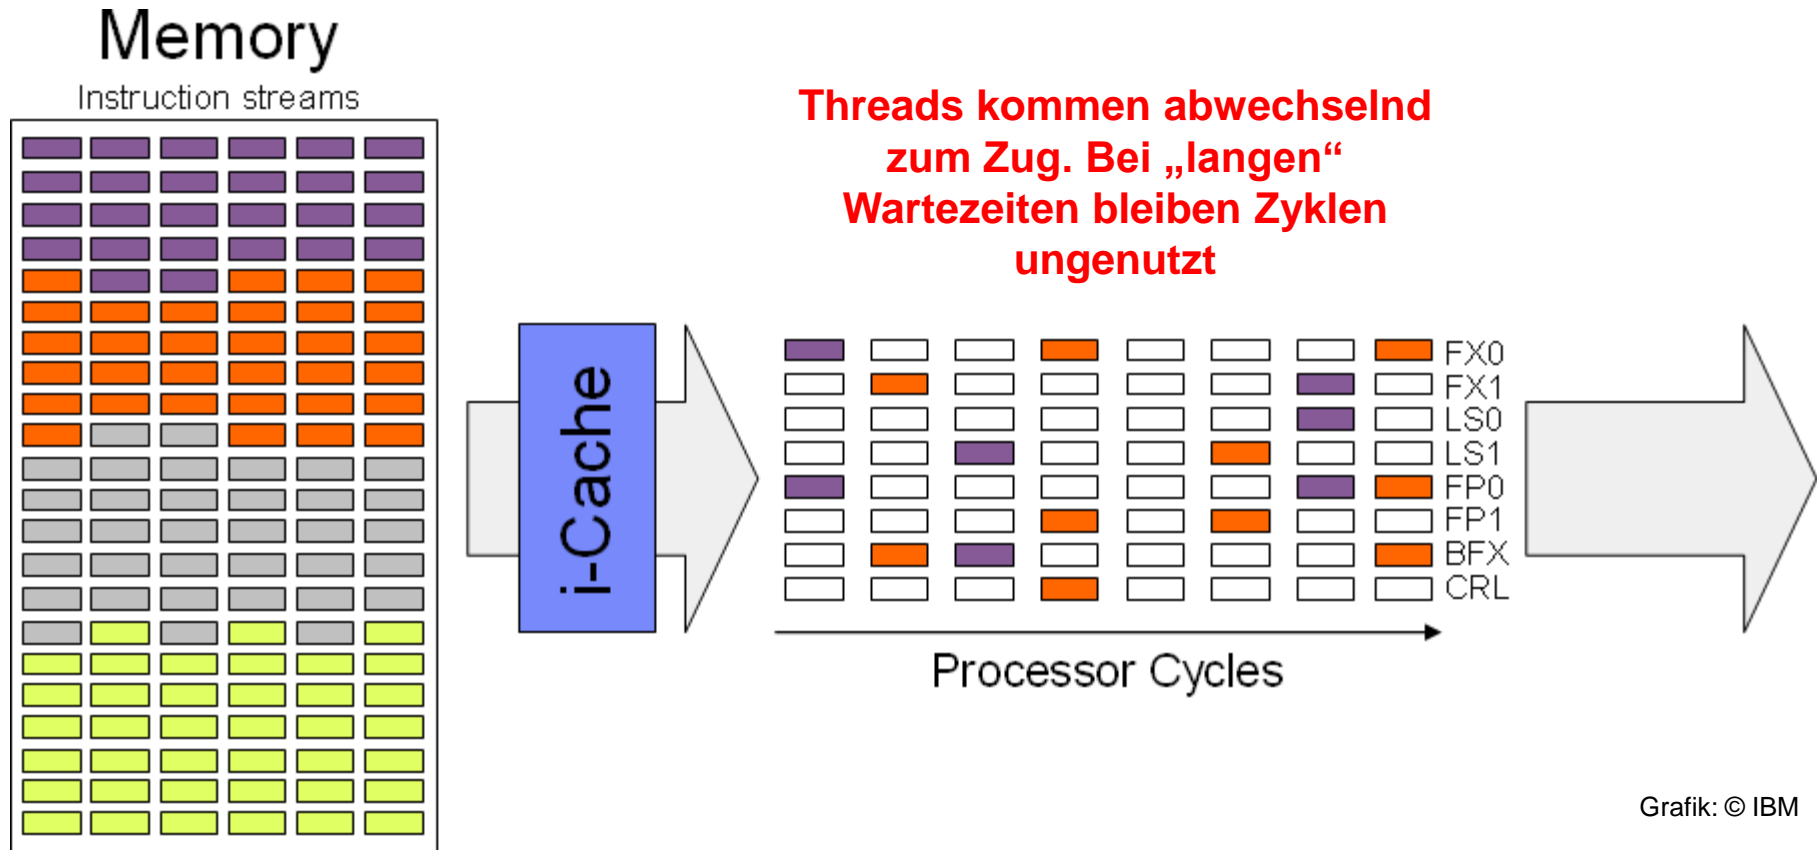 Memory
Instruction streams
Threads kommen abwechselnd
zum Zug. Bei „langen“
Wartezeiten bleiben Zyklen
ungenutzt
i-Cache
FX0
FX1
LS0
LS1
FP0
FP1
BFX
CRL
Processor Cycles
Grafik: © IBM